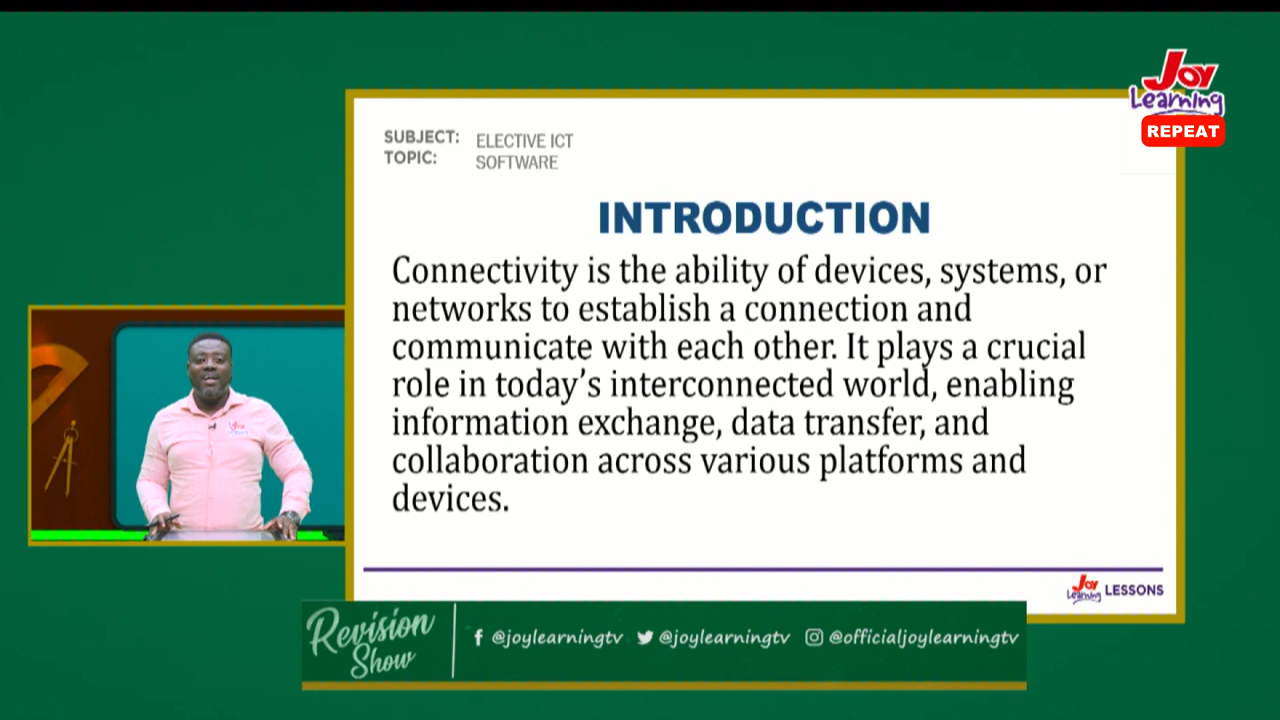 Joy
Learning
REPEAT
SUBJECT: ELECTIVE ICT
TOPIC: SOFTWARE
INTRODUCTION
Connectivity is the ability of devices, systems, or
networks to establish a connection and
communicate with each other. It plays a crucial
role in today’s interconnected world, enabling
information exchange, data transfer, and
collaboration across various platforms and
devices.
Joy
Learning LESSONS
Revision
Show
@joylearningtv @joylearningtv @officialjoylearningtv